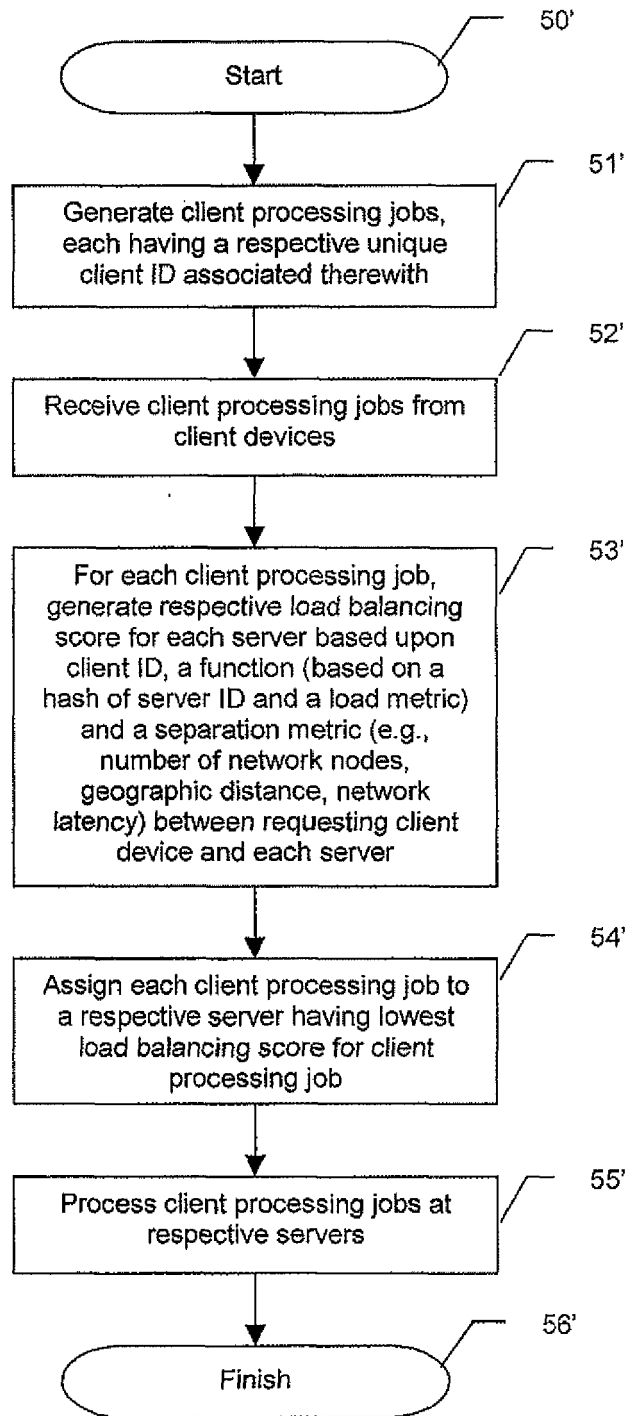 50'
Start
51'
Generate client processing jobs,
each having a respective unique
client ID associated therewith
52'
Receive client processing jobs from
client devices
53'
For each client processing job,
generate respective load balancing
score for each server based upon
client ID, a function (based on a
hash of server ID and a load metric)
and a separation metric (e.g.,
number of network nodes,
geographic distance, network
latency) between requesting client
device and each server
54'
Assign each client processing job to
a respective server having lowest
load balancing score for client
processing job
55'
Process client processing jobs at
respective servers
56'
Finish